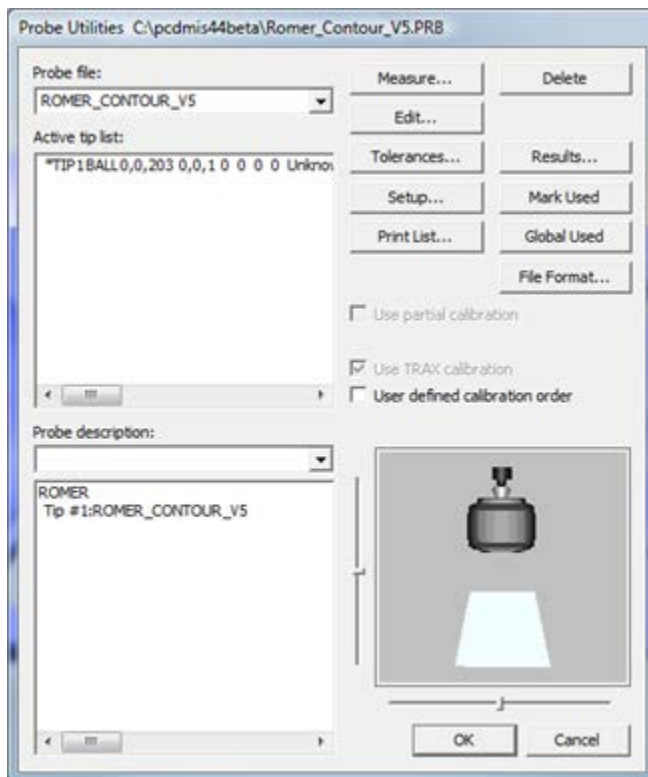 Probe Utilities C:\pcdmis44beta\Romer_Contour_V5.PRB
Probe file:
ROMER_CONTOUR_V5
Active tip list:
*TIP1BALL0,0,203 0,0,1 0 0 0 0 Unknov
Probe description:
ROMER
Tip #1:ROMER_CONTOUR_V5
Measure...
Delete
Edit...
Tolerances...
Results...
Setup...
Mark Used
Print List...
Global Used
File Format...
Use partial calibration
Use TRAX calibration
User defined calibration order
OK
Cancel